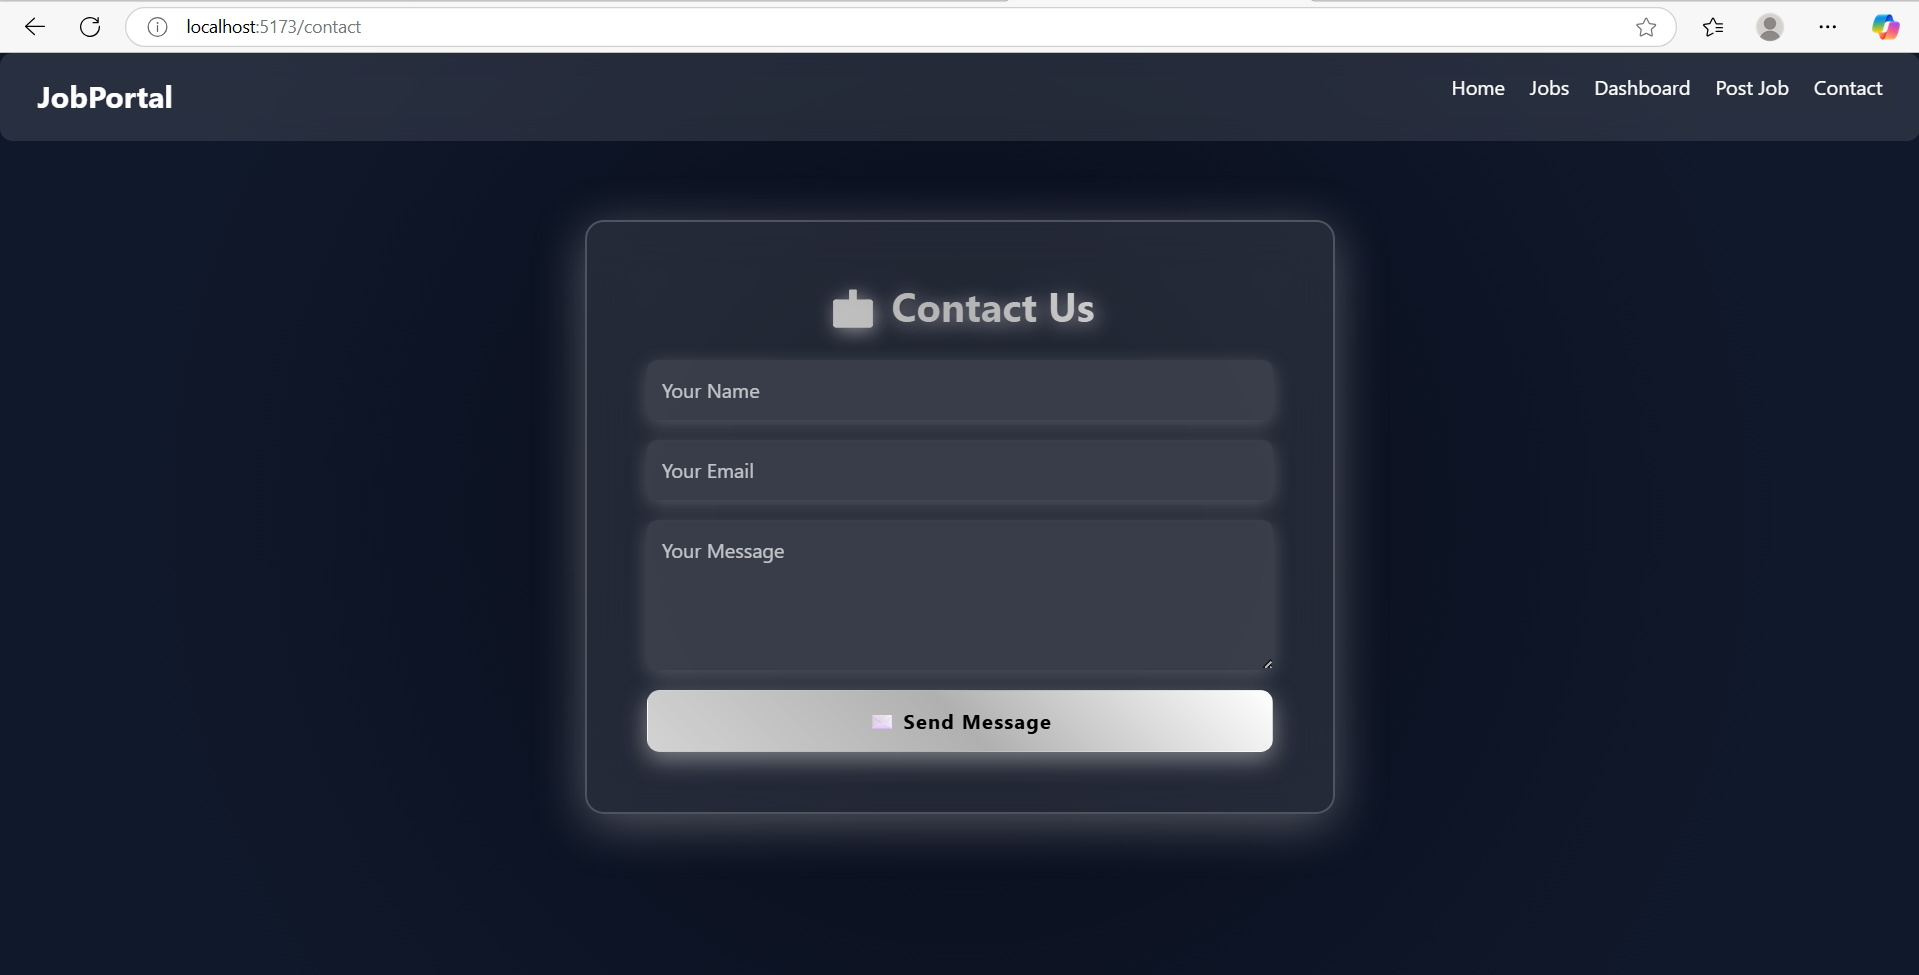 localhost:5173/contact
JobPortal
Home Jobs Dashboard Post Job Contact
Contact Us
Your Name
Your Email
Your Message
Send Message